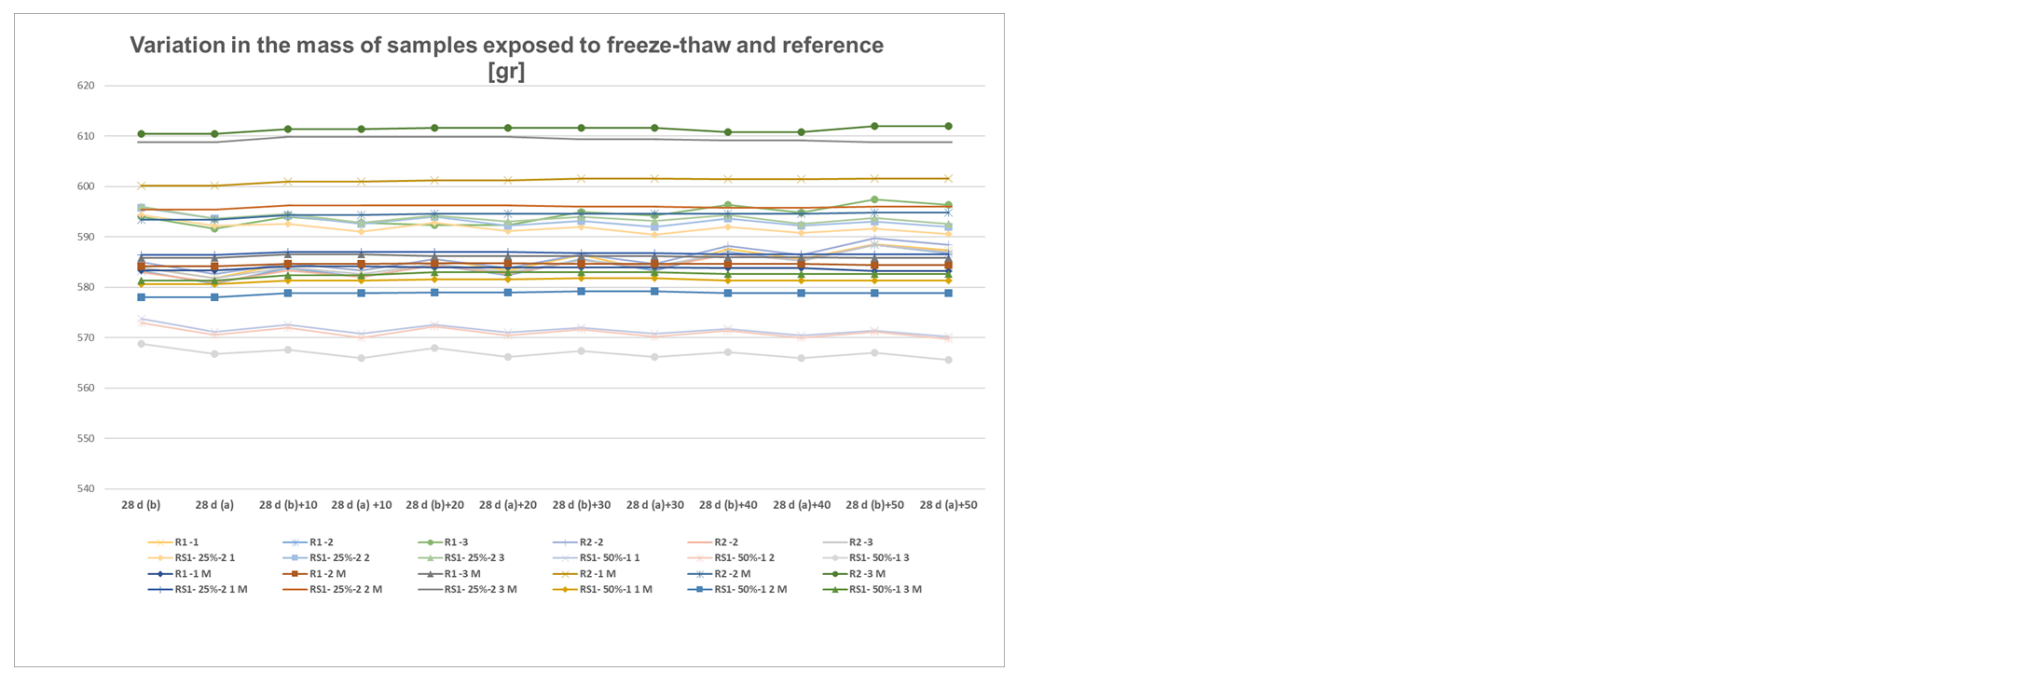 Variation in the mass of samples exposed to freeze-thaw and reference
[gr]
620
610
600
590
580
570
560
550
540
28 d (b) 28 d (a) 28 d (b)+10 28 d (a) +10 28 d (b)+20 28 d (a)+20 28 d (b)+30 28 d (a)+30 28 d (b)+40 28 d (a)+40 28 d (b)+50 28 d (a)+50
R1 -1 R1 -2 R1 -3 R2 -2 R2 -2 R2 -3
RS1- 25%-2 1 RS1- 25%-2 2 RS1- 25%-2 3 RS1- 50%-1 1 RS1- 50%-1 2 RS1- 50%-1 3
R1 -1 M R1 -2 M R1 -3 M R2 -1 M R2 -2 M R2 -3 M
RS1- 25%-2 1 M RS1- 25%-2 2 M RS1- 25%-2 3 M RS1- 50%-1 1 M RS1- 50%-1 2 M RS1- 50%-1 3 M